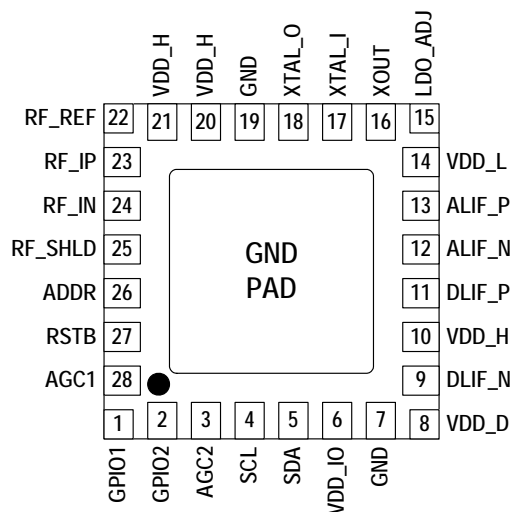 VDD_H
VDD_H
GND
XTAL_O
XTAL_I
XOUT
LDO_ADJ
RF_REF 22 21 20 19 18 17 16 15
RF_IP 23 14 VDD_L
RF_IN 24 13 ALIF_P
RF_SHLD 25 12 ALIF_N
GND
PAD
ADDR 26 11 DLIF_P
RSTB 27 10 VDD_H
AGC1 28 9 DLIF_N
1 2 3 4 5 6 7 8 VDD_D
GPIO1
GPIO2
AGC2
SCL
SDA
VDD_IO
GND